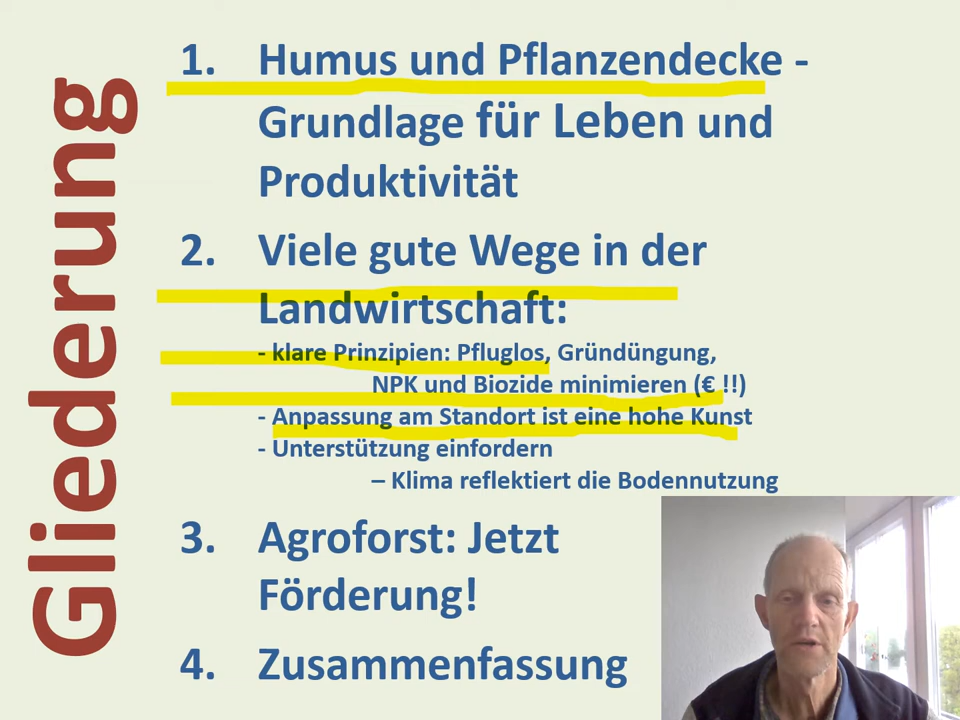 Gliederung
1. Humus und Pflanzendecke -
Grundlage für Leben und
Produktivität
2. Viele gute Wege in der
Landwirtschaft:
- klare Prinzipien: Pfluglos, Gründüngung,
NPK und Biozide minimieren (€ !!)
- Anpassung am Standort ist eine hohe Kunst
- Unterstützung einfordern
– Klima reflektiert die Bodennutzung
3. Agroforst: Jetzt
Förderung!
4. Zusammenfassung